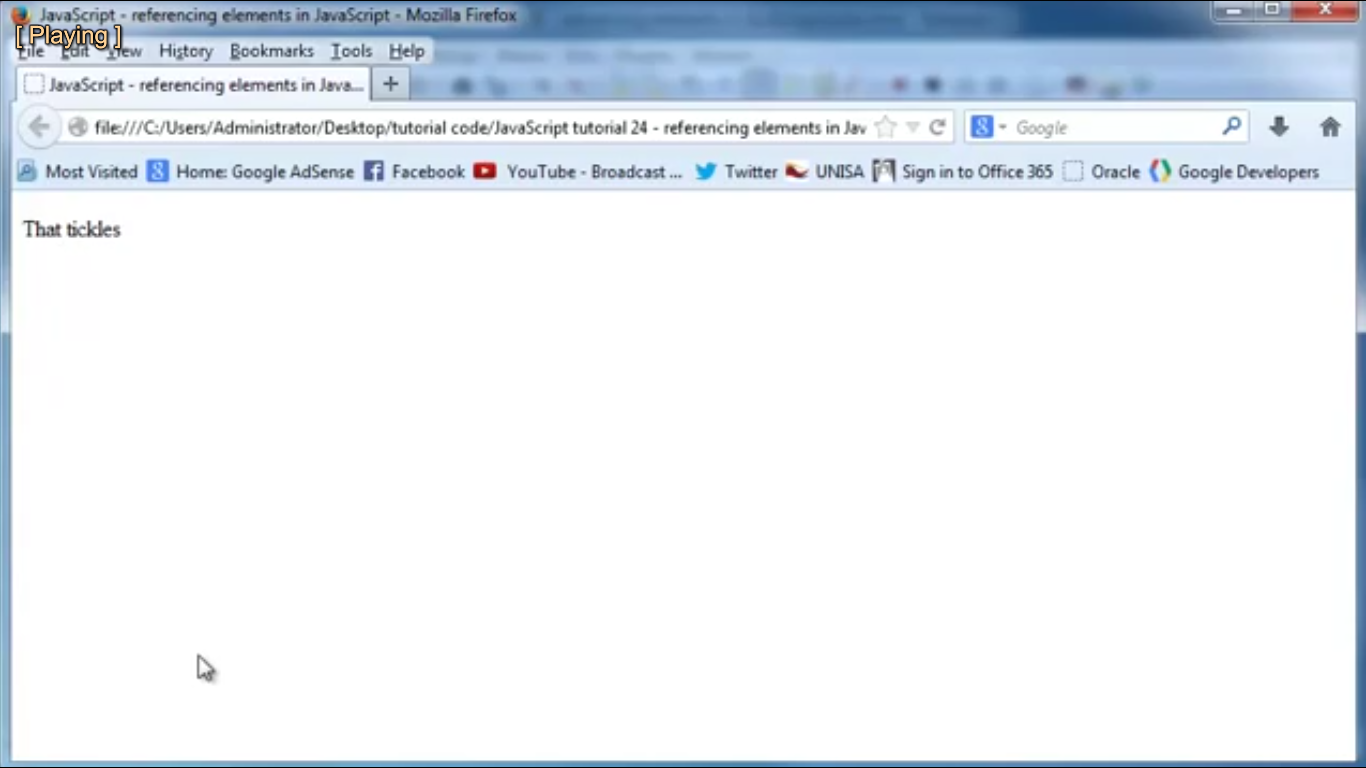 JavaScript - referencing elements in JavaScript - Mozilla Firefox
[ Playing ]
File Edit View History Bookmarks Tools Help
JavaScript - referencing elements in Java...
file:///C:/Users/Administrator/Desktop/tutorial code/JavaScript tutorial 24 - referencing elements in Jav
Google
Most Visited Home: Google AdSense Facebook YouTube - Broadcast ... Twitter UNISA Sign in to Office 365 Oracle Google Developers
That tickles